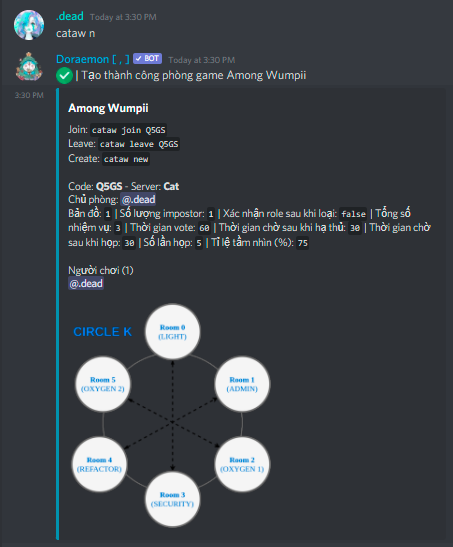 .dead Today at 3:30 PM
cataw n
Doraemon [ , ] ✔ BOT Today at 3:30 PM
✅ | Tạo thành công phòng game Among Wumpii
3:30 PM
Among Wumpii
Join: cataw join Q5GS
Leave: cataw leave Q5GS
Create: cataw new
Code: Q5GS - Server: Cat
Chủ phòng: @.dead
Bản đồ: 1 | Số lượng impostor: 1 | Xác nhận role sau khi loại: false | Tổng số
nhiệm vụ: 3 | Thời gian vote: 60 | Thời gian chờ sau khi hạ thủ: 30 | Thời gian chờ
sau khi họp: 30 | Số lần họp: 5 | Tỉ lệ tầm nhìn (%): 75
Người chơi (1)
@.dead
CIRCLE K
Room 0
(LIGHT)
Room 5
(OXYGEN 2)
Room 1
(ADMIN)
Room 4
(REFACTOR)
Room 2
(OXYGEN 1)
Room 3
(SECURITY)